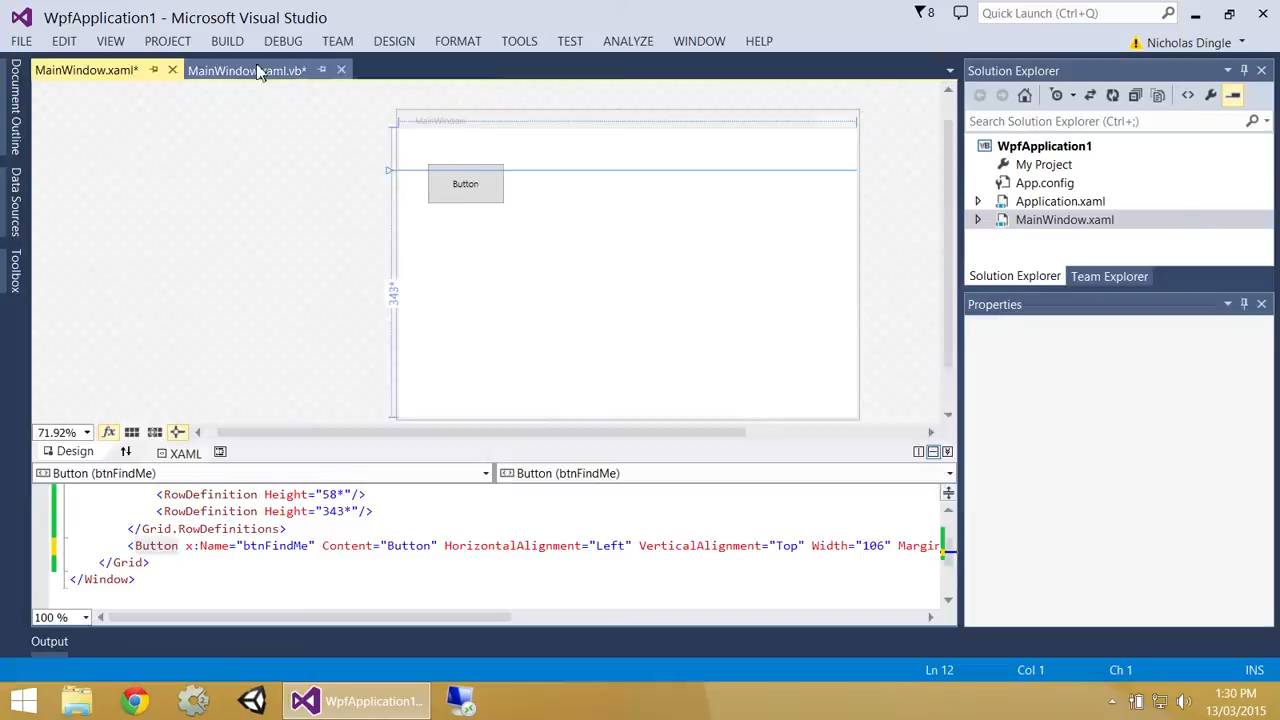 WpfApplication1 - Microsoft Visual Studio
8
Quick Launch (Ctrl+;)
FILE EDIT VIEW PROJECT BUILD DEBUG TEAM DESIGN FORMAT TOOLS TEST ANALYZE WINDOW HELP
Nicholas Dingle
MainWindow.xaml*
MainWindow.xaml.vb*
Document Outline
Data Sources
Toolbox
MainWindow
Button
343*
Solution Explorer
Search Solution Explorer (Ctrl+;)
WpfApplication1
My Project
App.config
Application.xaml
MainWindow.xaml
Solution Explorer Team Explorer
Properties
71.92%
Design
XAML
Button (btnFindMe)
Button (btnFindMe)
<RowDefinition Height="58*"/>
<RowDefinition Height="343*"/>
</Grid.RowDefinitions>
<Button x:Name="btnFindMe" Content="Button" HorizontalAlignment="Left" VerticalAlignment="Top" Width="106" Margin
</Grid>
</Window>
100 %
Output
Ln 12 Col 1 Ch 1 INS
WpfApplication1...
1:30 PM
13/03/2015